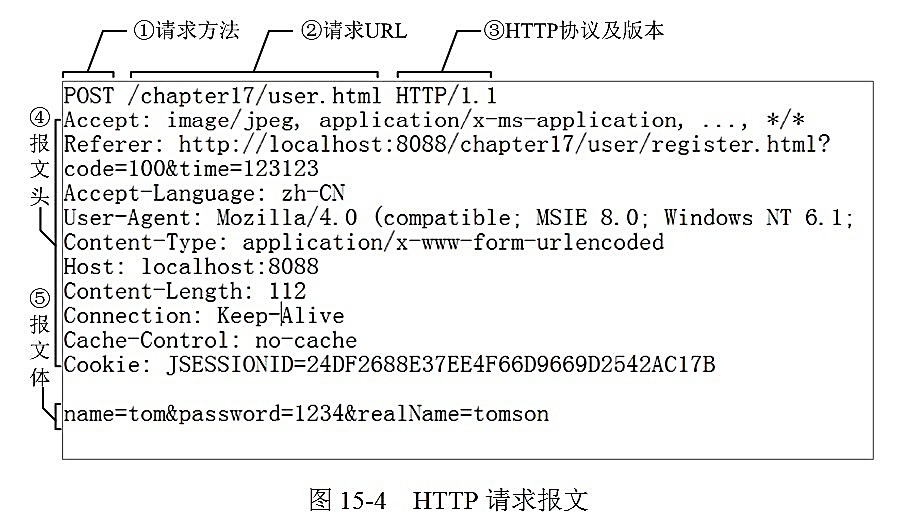 ①请求方法 ②请求URL ③HTTP协议及版本
POST /chapter17/user.html HTTP/1.1
④报文头
Accept: image/jpeg, application/x-ms-application, ..., */*
Referer: http://localhost:8088/chapter17/user/register.html?
code=100&time=123123
Accept-Language: zh-CN
User-Agent: Mozilla/4.0 (compatible; MSIE 8.0; Windows NT 6.1;
Content-Type: application/x-www-form-urlencoded
Host: localhost:8088
Content-Length: 112
Connection: Keep-Alive
Cache-Control: no-cache
Cookie: JSESSIONID=24DF2688E37EE4F66D9669D2542AC17B
⑤报文体
name=tom&password=1234&realName=tomson
图 15-4 HTTP 请求报文